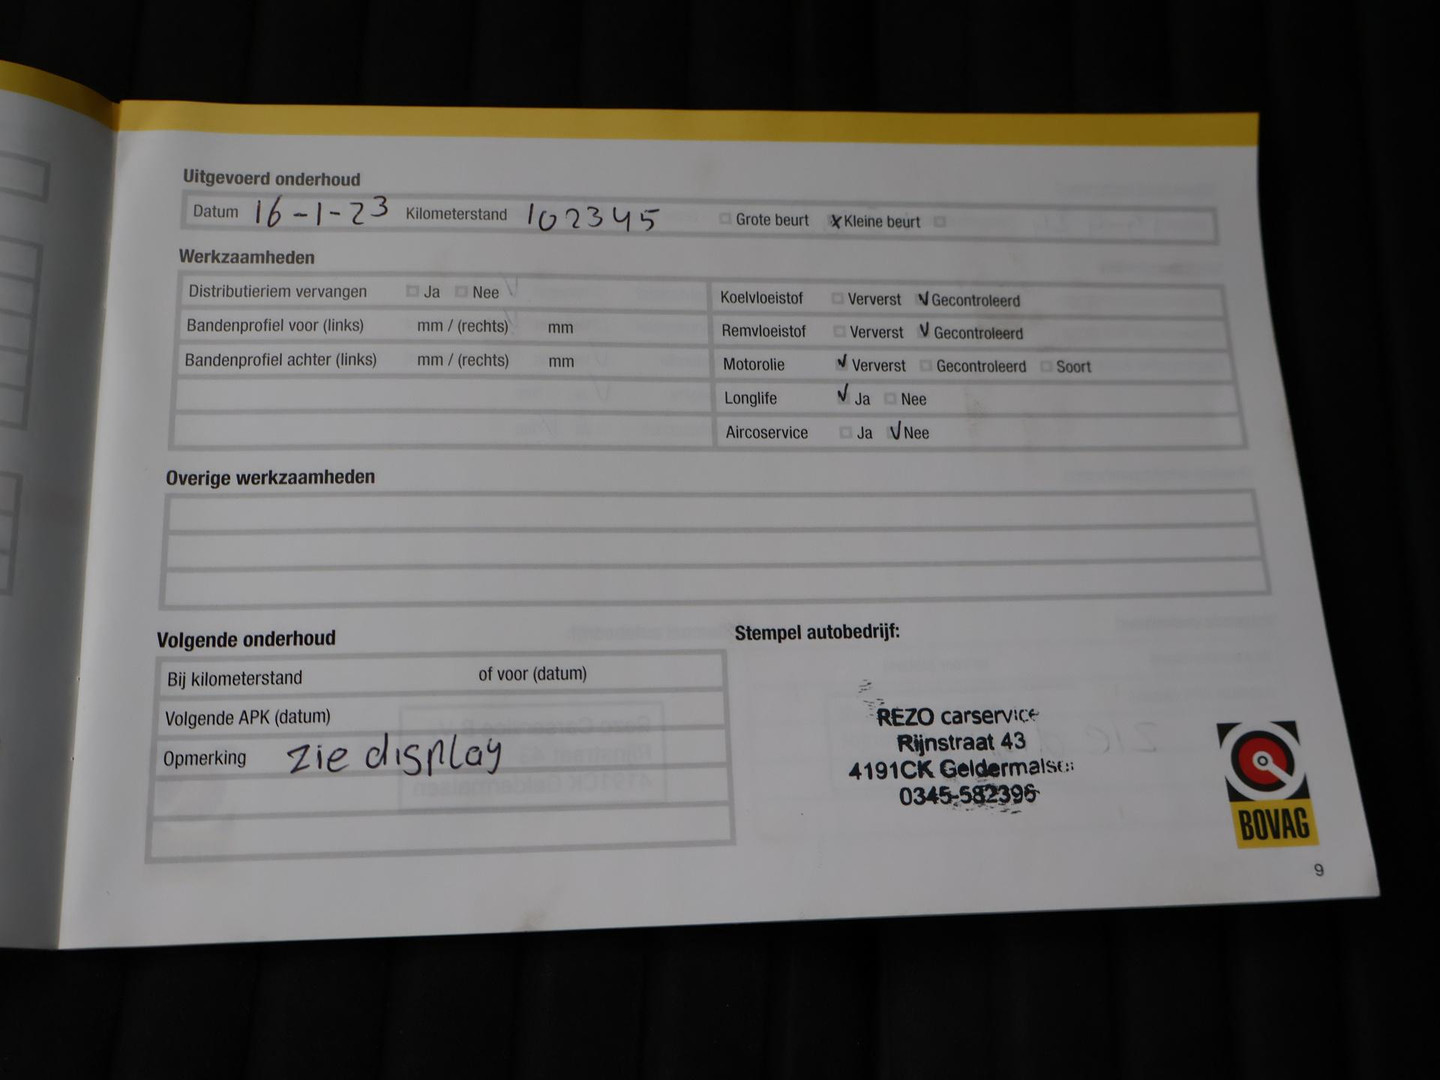 Uitgevoerd onderhoud
Datum 16-1-23 Kilometerstand 102345 Grote beurt x Kleine beurt
Werkzaamheden
Distributieriem vervangen Ja Nee
Bandenprofiel voor (links) mm / (rechts) mm
Bandenprofiel achter (links) mm / (rechts) mm
Koelvloeistof Ververst Gecontroleerd
Remvloeistof Ververst Gecontroleerd
Motorolie Ververst Gecontroleerd Soort
Longlife Ja Nee
Aircoservice Ja Nee
Overige werkzaamheden
Volgende onderhoud
Bij kilometerstand of voor (datum)
Volgende APK (datum)
Opmerking zie display
Stempel autobedrijf:
REZO carservice
Rijnstraat 43
4191CK Geldermalsen
0345-582396
BOVAG
9